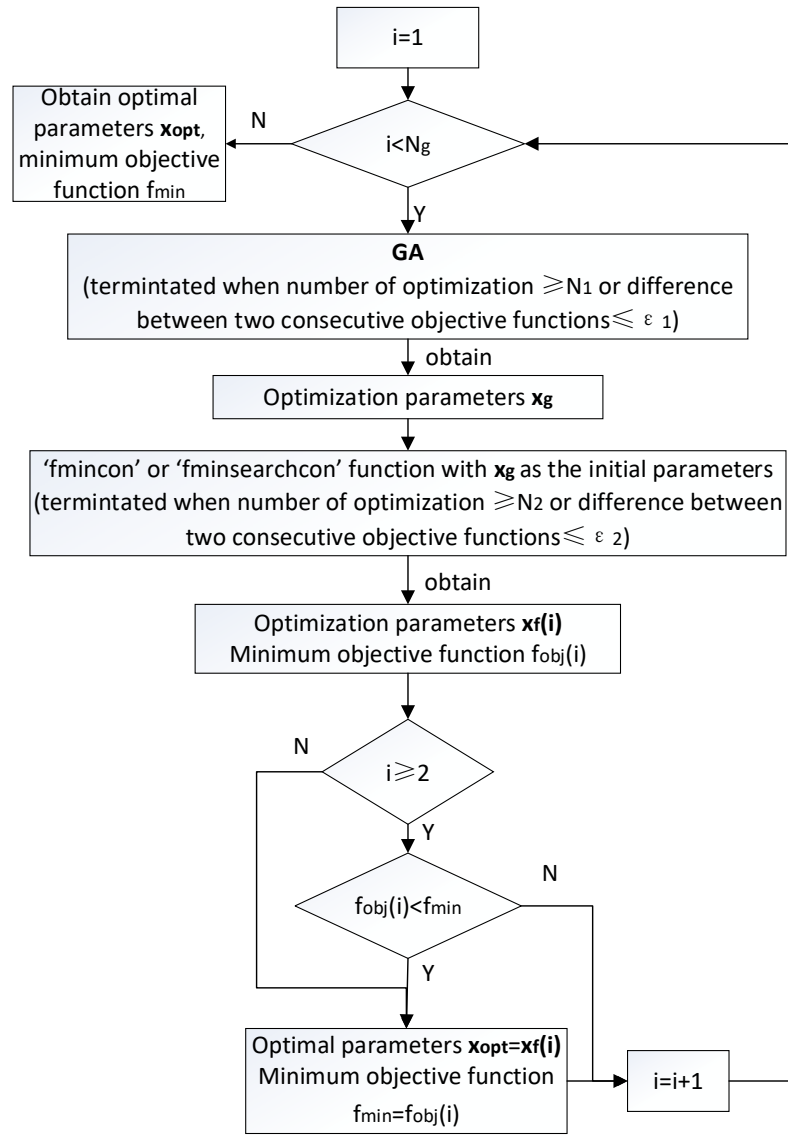 i=1
Obtain optimal
parameters xopt,
minimum objective
function fmin
N
i<Ng
Y
GA
(termintated when number of optimization ≥N1 or difference
between two consecutive objective functions≤ ε 1)
obtain
Optimization parameters xg
‘fmincon’ or ‘fminsearchcon’ function with xg as the initial parameters
(termintated when number of optimization ≥N2 or difference between
two consecutive objective functions≤ ε 2)
obtain
Optimization parameters xf(i)
Minimum objective function fobj(i)
N
i≥2
Y
N
fobj(i)<fmin
Y
Optimal parameters xopt=xf(i)
Minimum objective function
fmin=fobj(i)
i=i+1